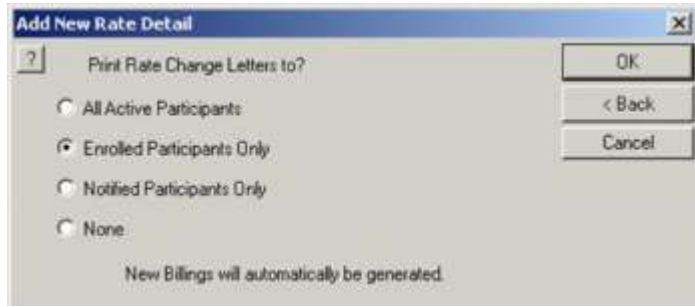 Add New Rate Detail
?
Print Rate Change Letters to?
OK
All Active Participants
< Back
Enrolled Participants Only
Cancel
Notified Participants Only
None
New Billings will automatically be generated.